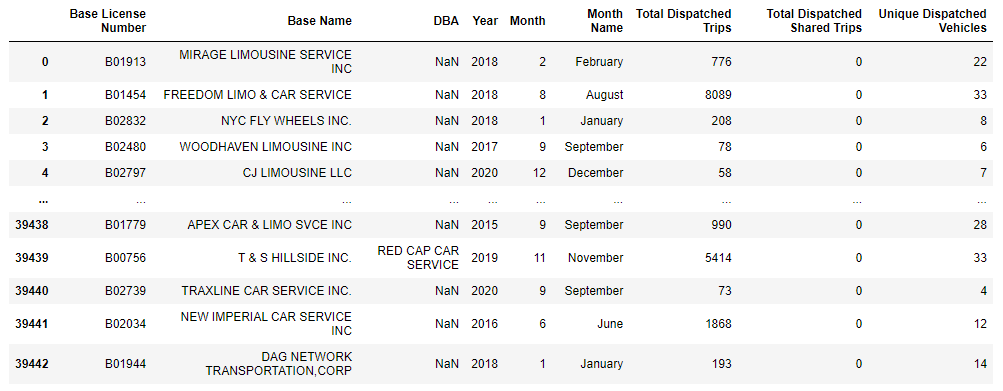 Base License Number Base Name DBA Year Month Month Name Total Dispatched Trips Total Dispatched Shared Trips Unique Dispatched Vehicles
0 B01913 MIRAGE LIMOUSINE SERVICE INC NaN 2018 2 February 776 0 22
1 B01454 FREEDOM LIMO & CAR SERVICE NaN 2018 8 August 8089 0 33
2 B02832 NYC FLY WHEELS INC. NaN 2018 1 January 208 0 8
3 B02480 WOODHAVEN LIMOUSINE INC NaN 2017 9 September 78 0 6
4 B02797 CJ LIMOUSINE LLC NaN 2020 12 December 58 0 7
... ... ... ... ... ... ... ... ... ...
39438 B01779 APEX CAR & LIMO SVCE INC NaN 2015 9 September 990 0 28
39439 B00756 T & S HILLSIDE INC. RED CAP CAR SERVICE 2019 11 November 5414 0 33
39440 B02739 TRAXLINE CAR SERVICE INC. NaN 2020 9 September 73 0 4
39441 B02034 NEW IMPERIAL CAR SERVICE INC NaN 2016 6 June 1868 0 12
39442 B01944 DAG NETWORK TRANSPORTATION,CORP NaN 2018 1 January 193 0 14